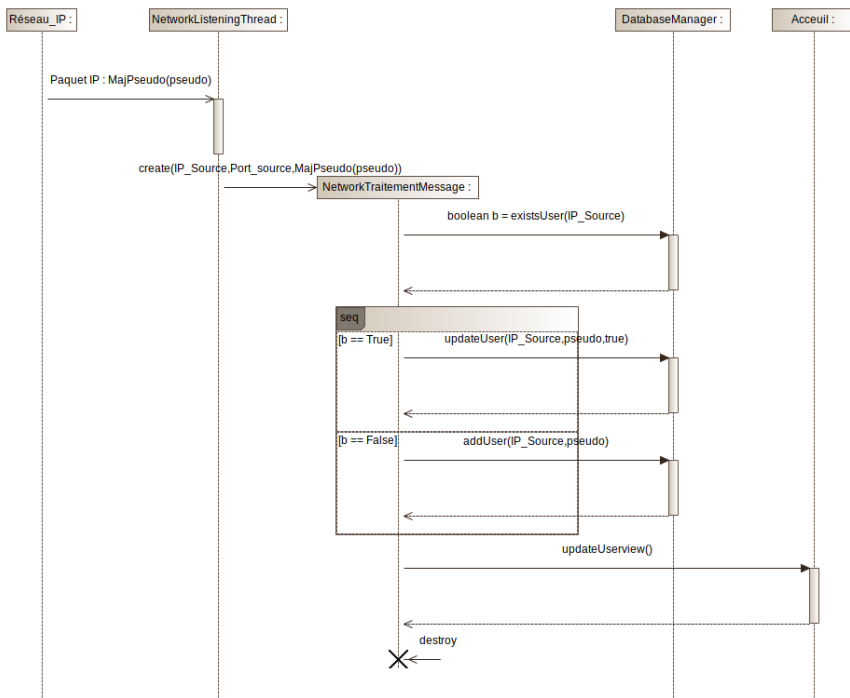 Réseau_IP :
NetworkListeningThread :
DatabaseManager :
Acceuil :
Paquet IP : MajPseudo(pseudo)
create(IP_Source,Port_source,MajPseudo(pseudo))
NetworkTraitementMessage :
boolean b = existsUser(IP_Source)
seq
[b == True]
updateUser(IP_Source,pseudo,true)
[b == False]
addUser(IP_Source,pseudo)
updateUserview()
destroy